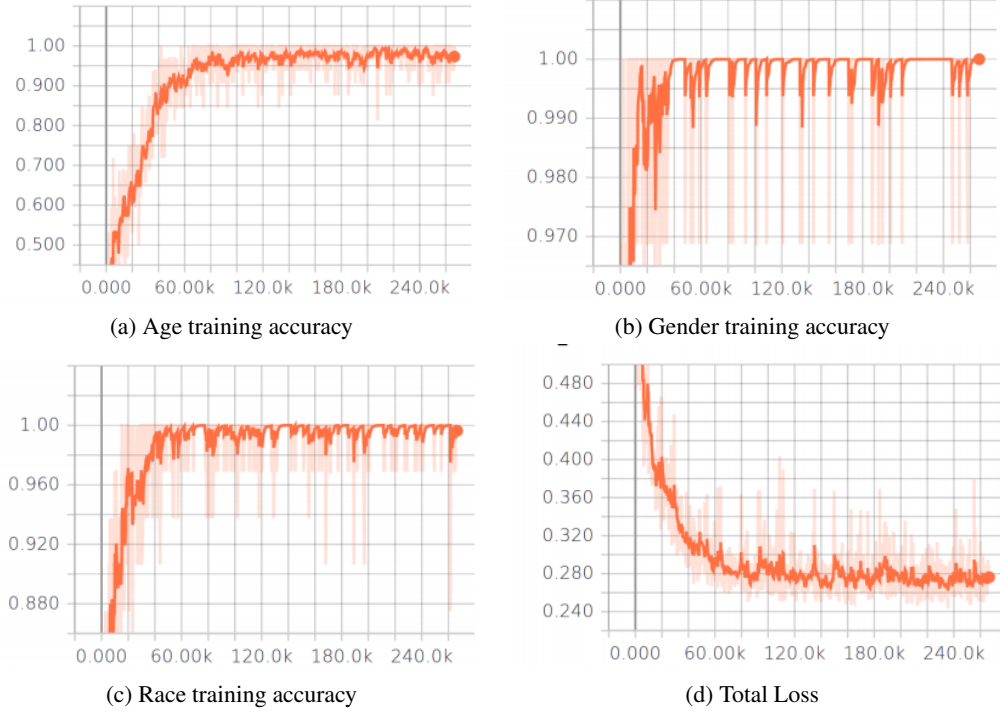 1.00
0.900
0.800
0.700
0.600
0.500
0.000 60.00k 120.0k 180.0k 240.0k
(a) Age training accuracy
1.00
0.990
0.980
0.970
0.000 60.00k 120.0k 180.0k 240.0k
(b) Gender training accuracy
1.00
0.960
0.920
0.880
0.000 60.00k 120.0k 180.0k 240.0k
(c) Race training accuracy
0.480
0.440
0.400
0.360
0.320
0.280
0.240
0.000 60.00k 120.0k 180.0k 240.0k
(d) Total Loss